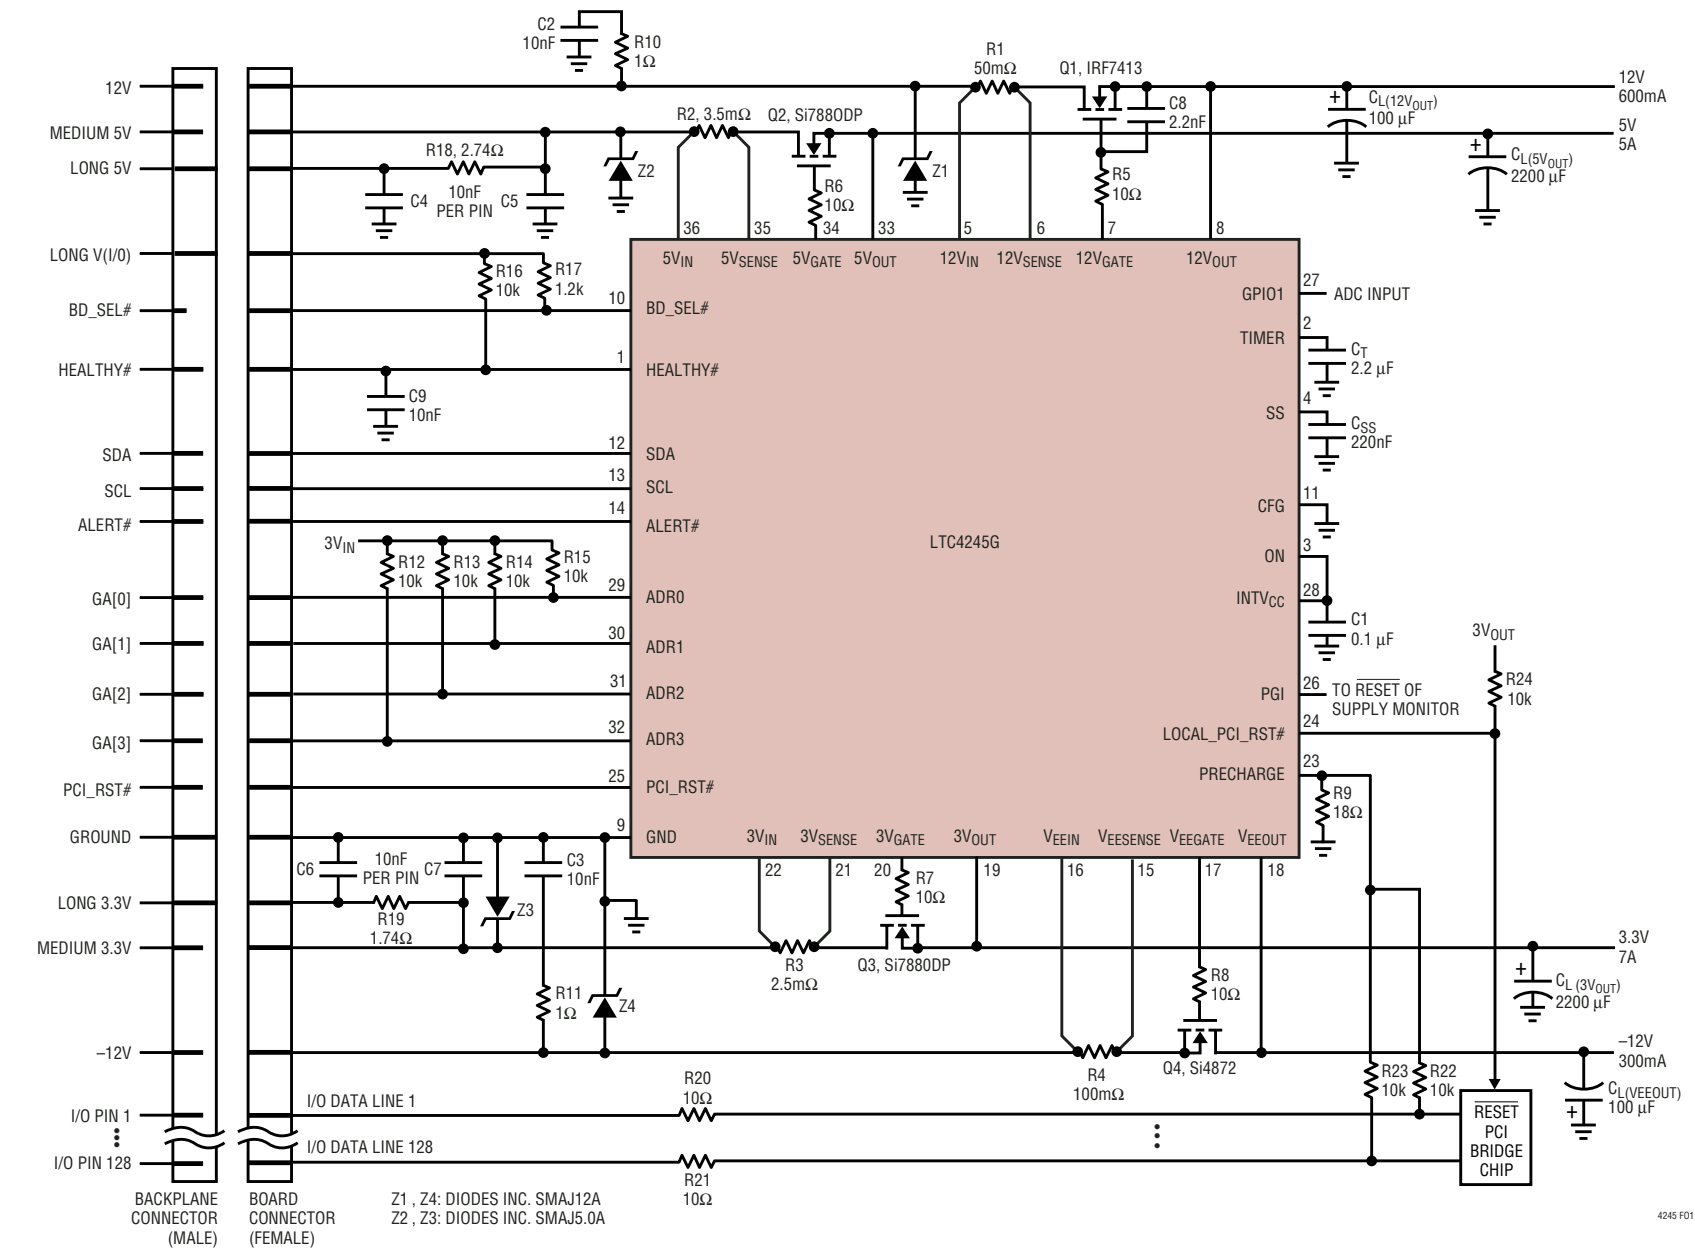 C2
10nF
R10
1Ω
R1
50mΩ
Q1, IRF7413
12V
12V
600mA
C8
2.2nF
+
CL(12VOUT)
100 µF
MEDIUM 5V
R2, 3.5mΩ
Q2, Si7880DP
5V
5A
LONG 5V
R18, 2.74Ω
C4
10nF
PER PIN
C5
Z2
R6
10Ω
Z1
R5
10Ω
+
CL(5VOUT)
2200 µF
36
35
34
33
5
6
7
8
LONG V(I/0)
R16
10k
R17
1.2k
5VIN
5VSENSE
5VGATE
5VOUT
12VIN
12VSENSE
12VGATE
12VOUT
BD_SEL#
10
BD_SEL#
GPIO1
27
ADC INPUT
TIMER
2
CT
2.2 µF
HEALTHY#
1
HEALTHY#
C9
10nF
SS
4
CSS
220nF
SDA
12
SDA
SCL
13
SCL
ALERT#
14
ALERT#
CFG
11
LTC4245G
3VIN
R12
10k
R13
10k
R14
10k
R15
10k
ON
3
INTVCC
28
C1
0.1 µF
GA[0]
29
ADR0
GA[1]
30
ADR1
GA[2]
31
ADR2
GA[3]
32
ADR3
3VOUT
R24
10k
PGI
26
TO RESET OF
SUPPLY MONITOR
LOCAL_PCI_RST#
24
PCI_RST#
25
PCI_RST#
PRECHARGE
23
R9
18Ω
GROUND
9
GND
3VIN
3VSENSE
3VGATE
3VOUT
VEEIN
VEESENSE
VEEGATE
VEEOUT
22
21
20
19
16
15
17
18
C6
10nF
PER PIN
C7
C3
10nF
R7
10Ω
LONG 3.3V
R19
1.74Ω
Z3
MEDIUM 3.3V
R3
2.5mΩ
Q3, Si7880DP
3.3V
7A
R11
1Ω
Z4
R8
10Ω
+
CL (3VOUT)
2200 µF
–12V
R4
100mΩ
Q4, Si4872
–12V
300mA
R23
10k
R22
10k
CL(VEEOUT)
100 µF
+
I/O PIN 1
I/O DATA LINE 1
R20
10Ω
I/O PIN 128
I/O DATA LINE 128
R21
10Ω
RESET
PCI
BRIDGE
CHIP
BACKPLANE
CONNECTOR
(MALE)
BOARD
CONNECTOR
(FEMALE)
Z1 , Z4: DIODES INC. SMAJ12A
Z2 , Z3: DIODES INC. SMAJ5.0A
4245 F01